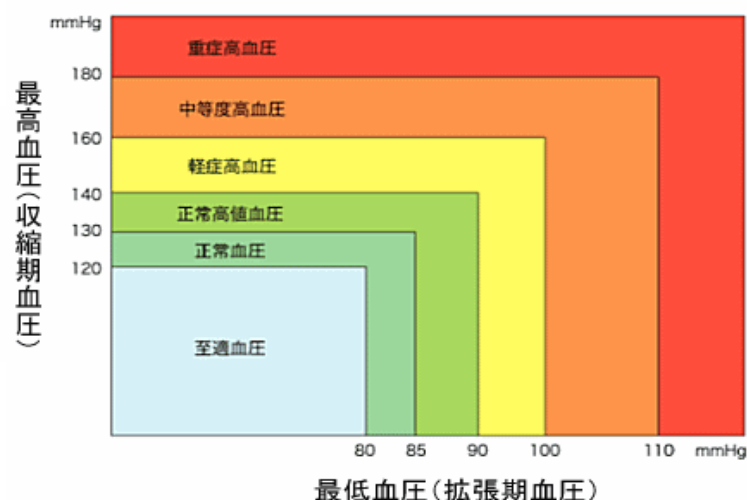 mmHg
重症高血圧
180
中等度高血圧
160
軽症高血圧
140
正常高値血圧
130
正常血圧
120
至適血圧
最高血圧(収縮期血圧)
80 85 90 100 110 mmHg
最低血圧(拡張期血圧)